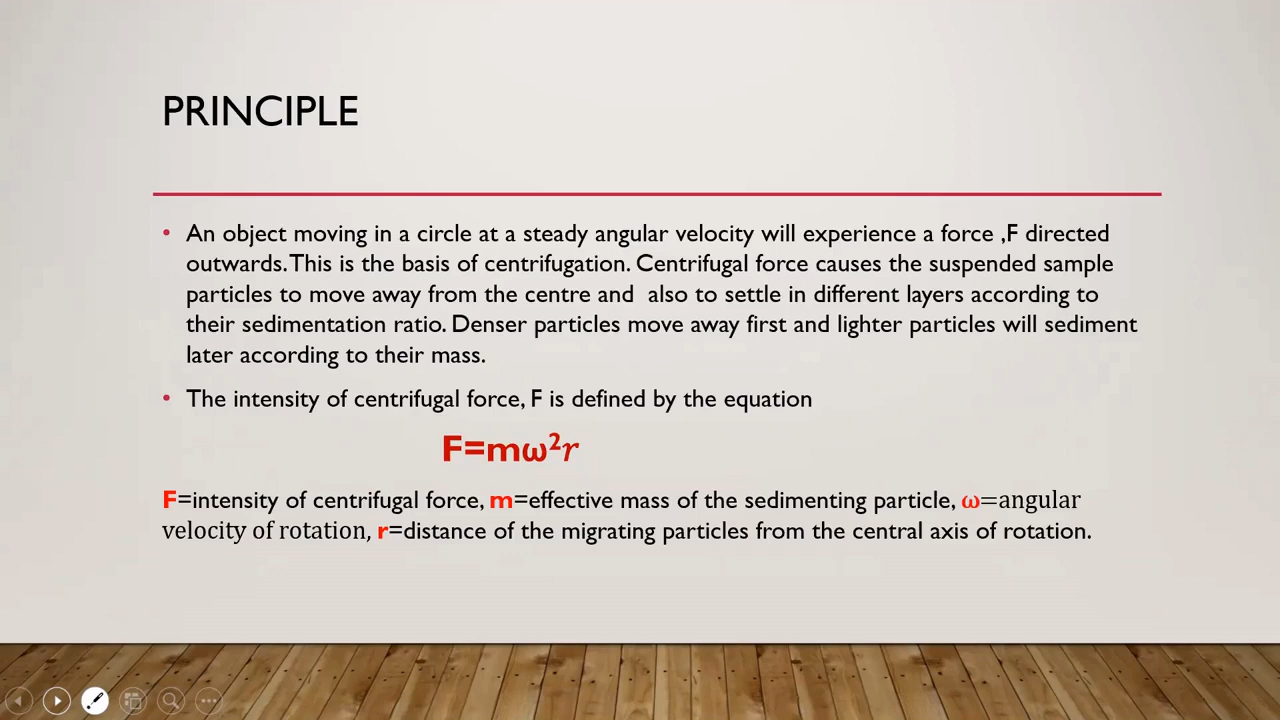 PRINCIPLE
• An object moving in a circle at a steady angular velocity will experience a force ,F directed
outwards. This is the basis of centrifugation. Centrifugal force causes the suspended sample
particles to move away from the centre and  also to settle in different layers according to
their sedimentation ratio. Denser particles move away first and lighter particles will sediment
later according to their mass.
• The intensity of centrifugal force, F is defined by the equation
F=mω²r
F=intensity of centrifugal force, m=effective mass of the sedimenting particle, ω=angular
velocity of rotation, r=distance of the migrating particles from the central axis of rotation.